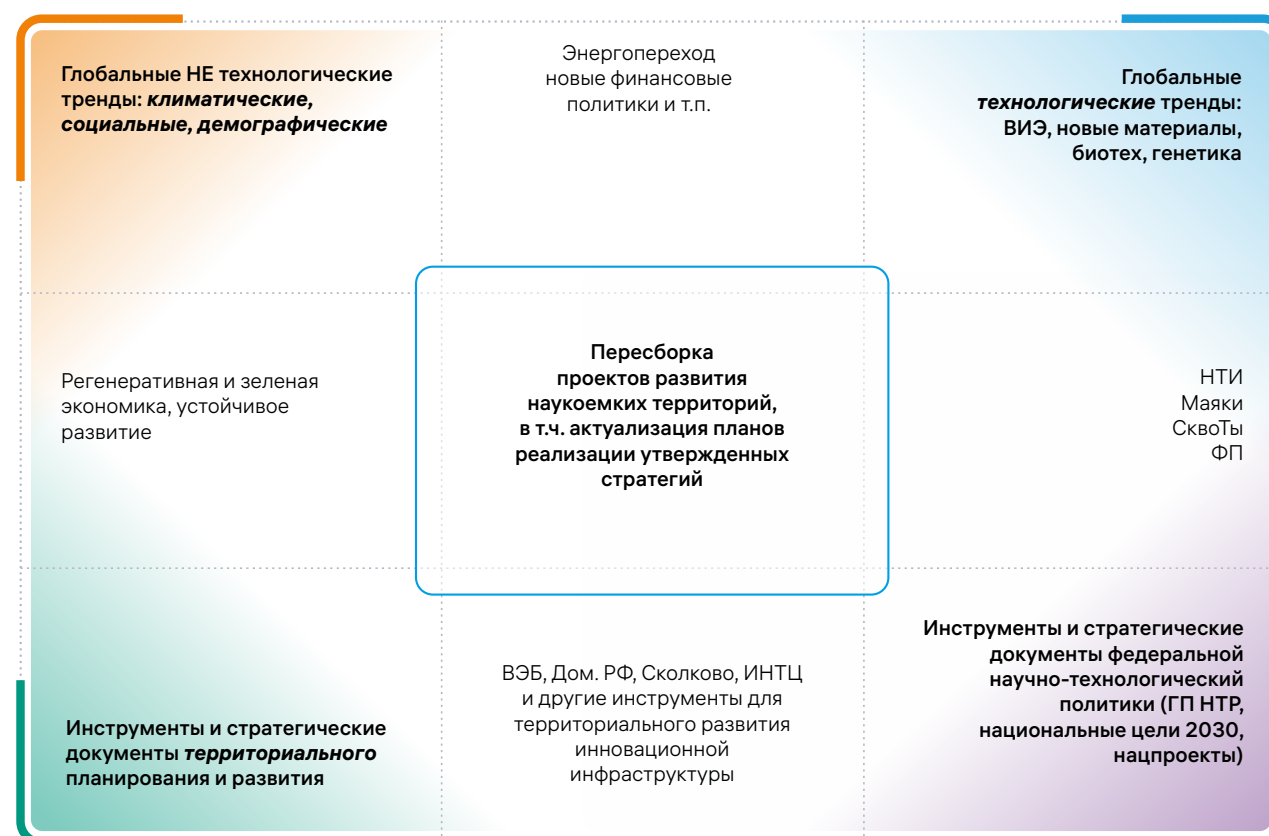 Глобальные НЕ технологические
тренды: климатические,
социальные, демографические
Энергопереход
новые финансовые
политики и т.п.
Глобальные
технологические тренды:
ВИЭ, новые материалы,
биотех, генетика
Регенеративная и зеленая
экономика, устойчивое
развитие
Пересборка
проектов развития
наукоемких территорий,
в т.ч. актуализация планов
реализации утвержденных
стратегий
НТИ
Маяки
СквоТы
ФП
Инструменты и стратегические
документы территориального
планирования и развития
ВЭБ, Дом. РФ, Сколково, ИНТЦ
и другие инструменты для
территориального развития
инновационной
инфраструктуры
Инструменты и стратегические
документы федеральной
научно-технологический
политики (ГП НТР,
национальные цели 2030,
нацпроекты)